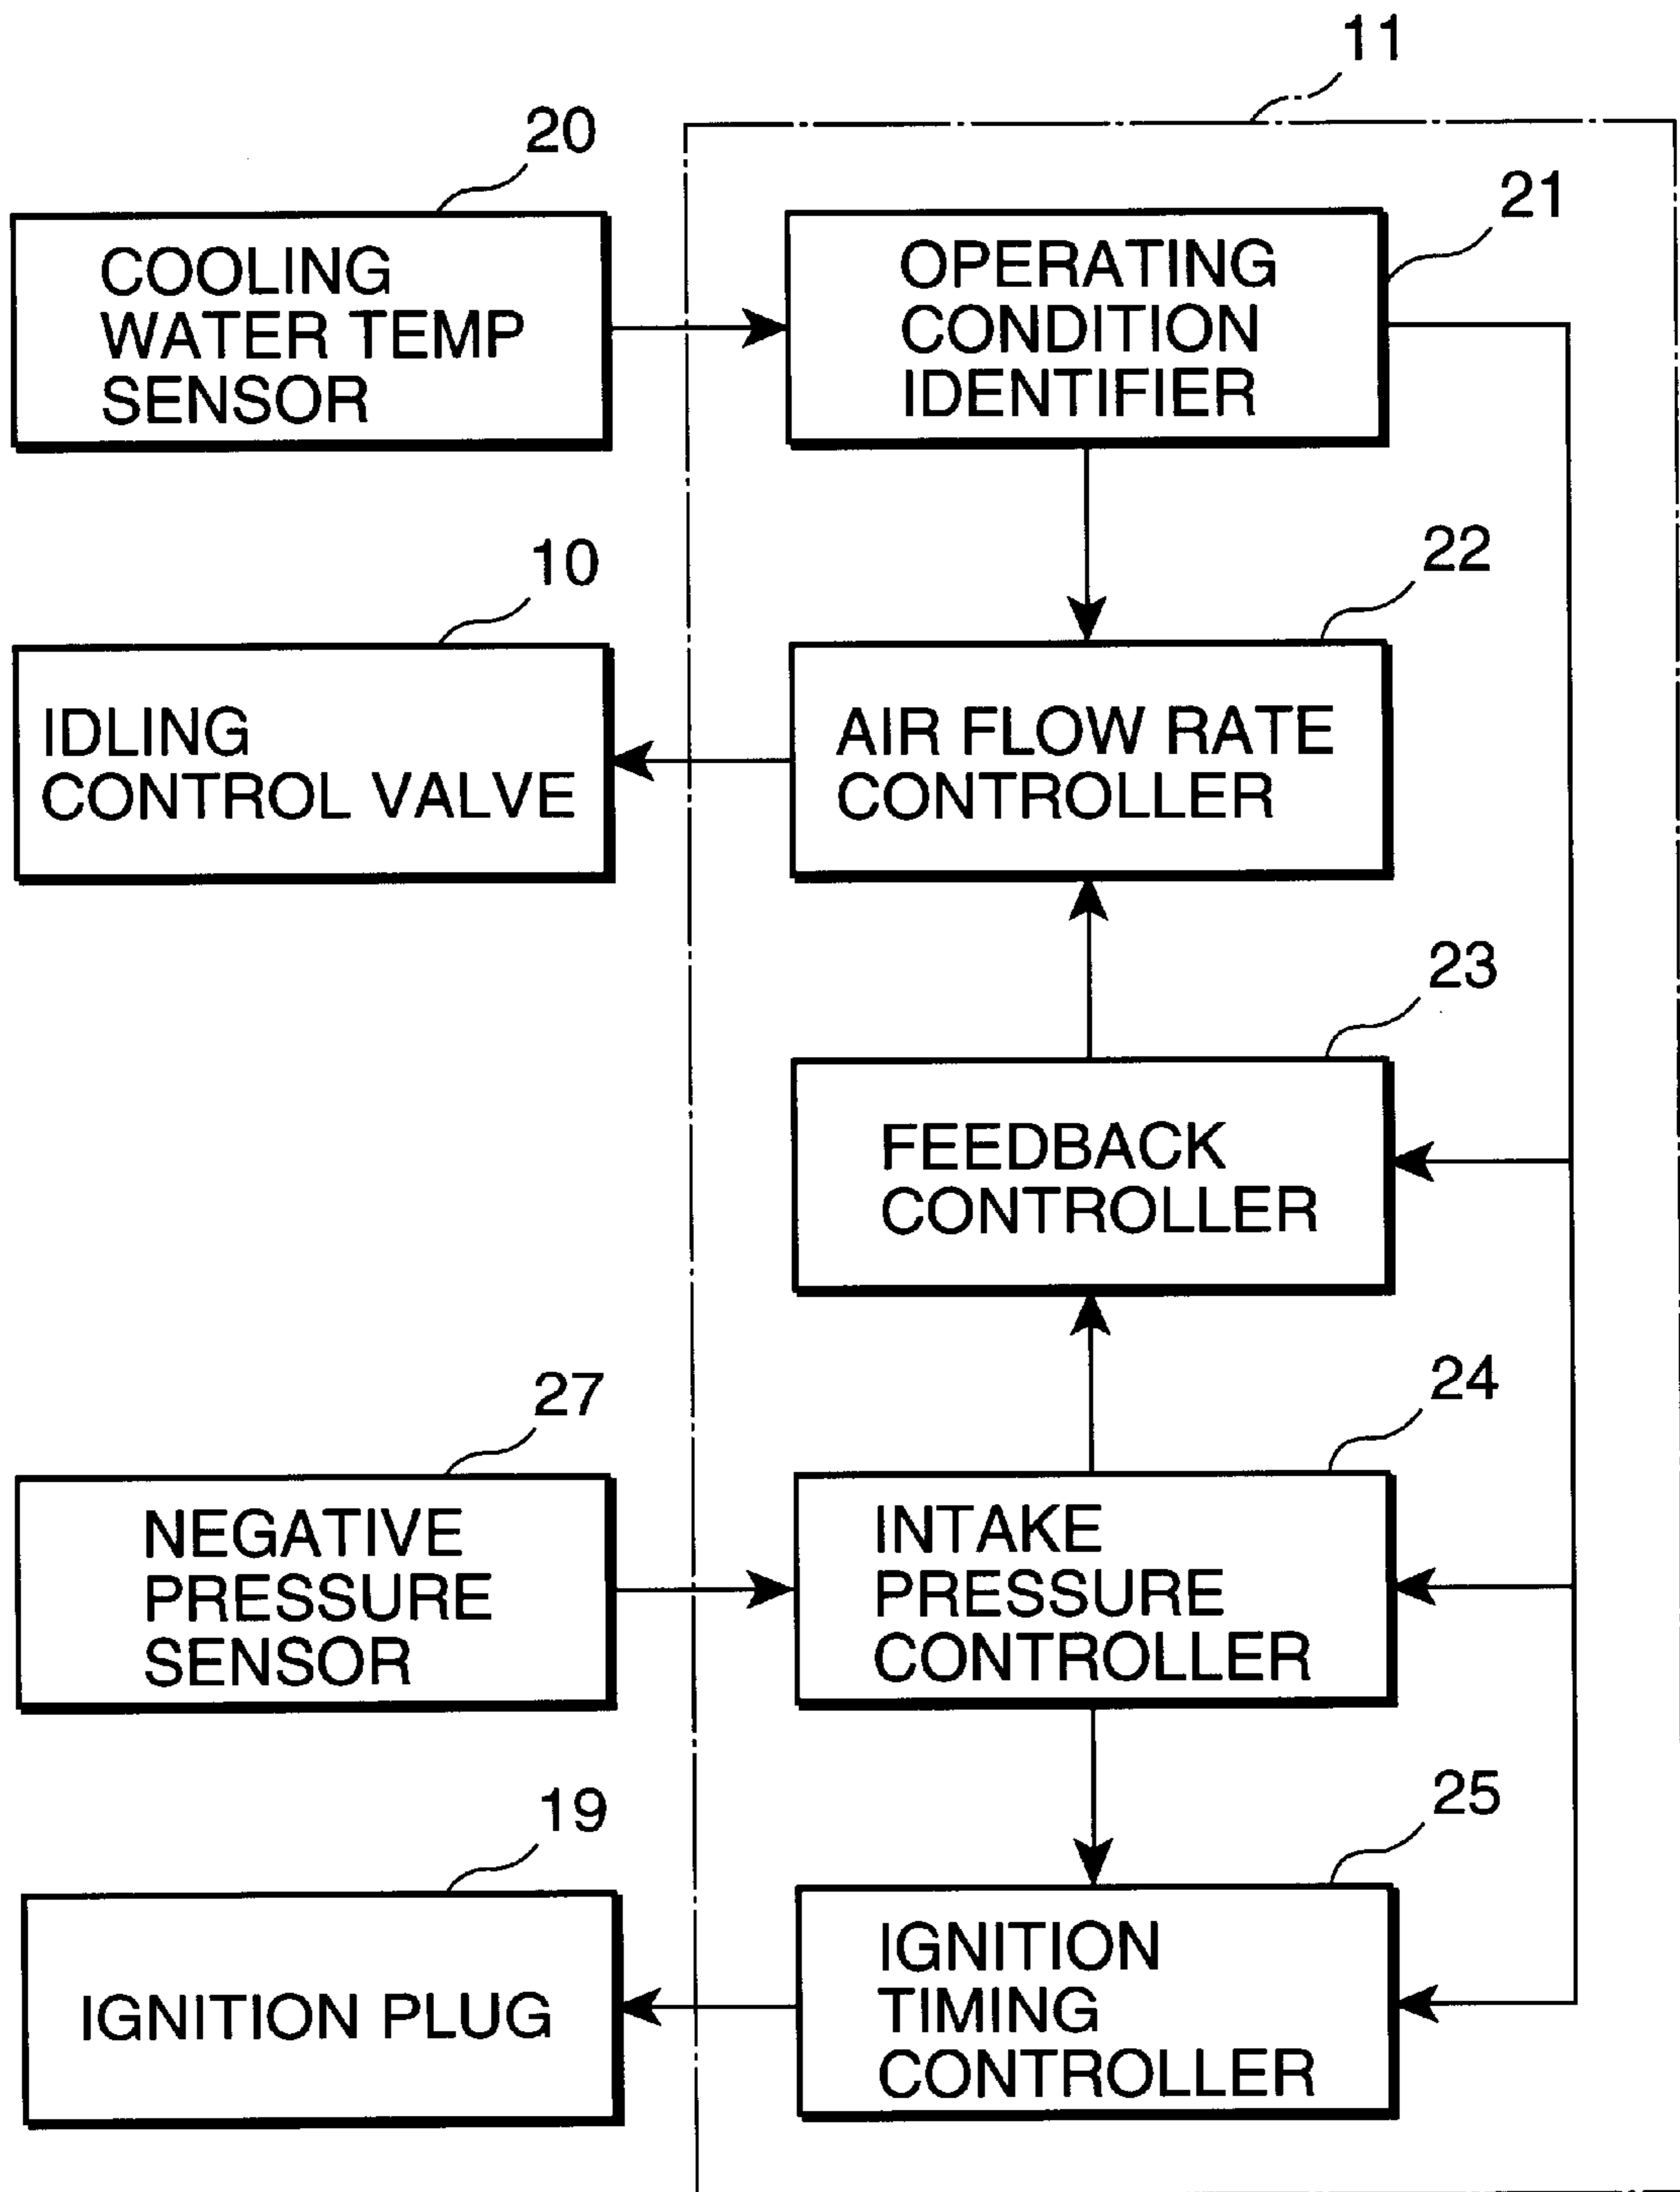 11
20
COOLING
WATER TEMP
SENSOR
21
OPERATING
CONDITION
IDENTIFIER
10
IDLING
CONTROL VALVE
22
AIR FLOW RATE
CONTROLLER
23
FEEDBACK
CONTROLLER
27
NEGATIVE
PRESSURE
SENSOR
24
INTAKE
PRESSURE
CONTROLLER
19
IGNITION PLUG
25
IGNITION
TIMING
CONTROLLER